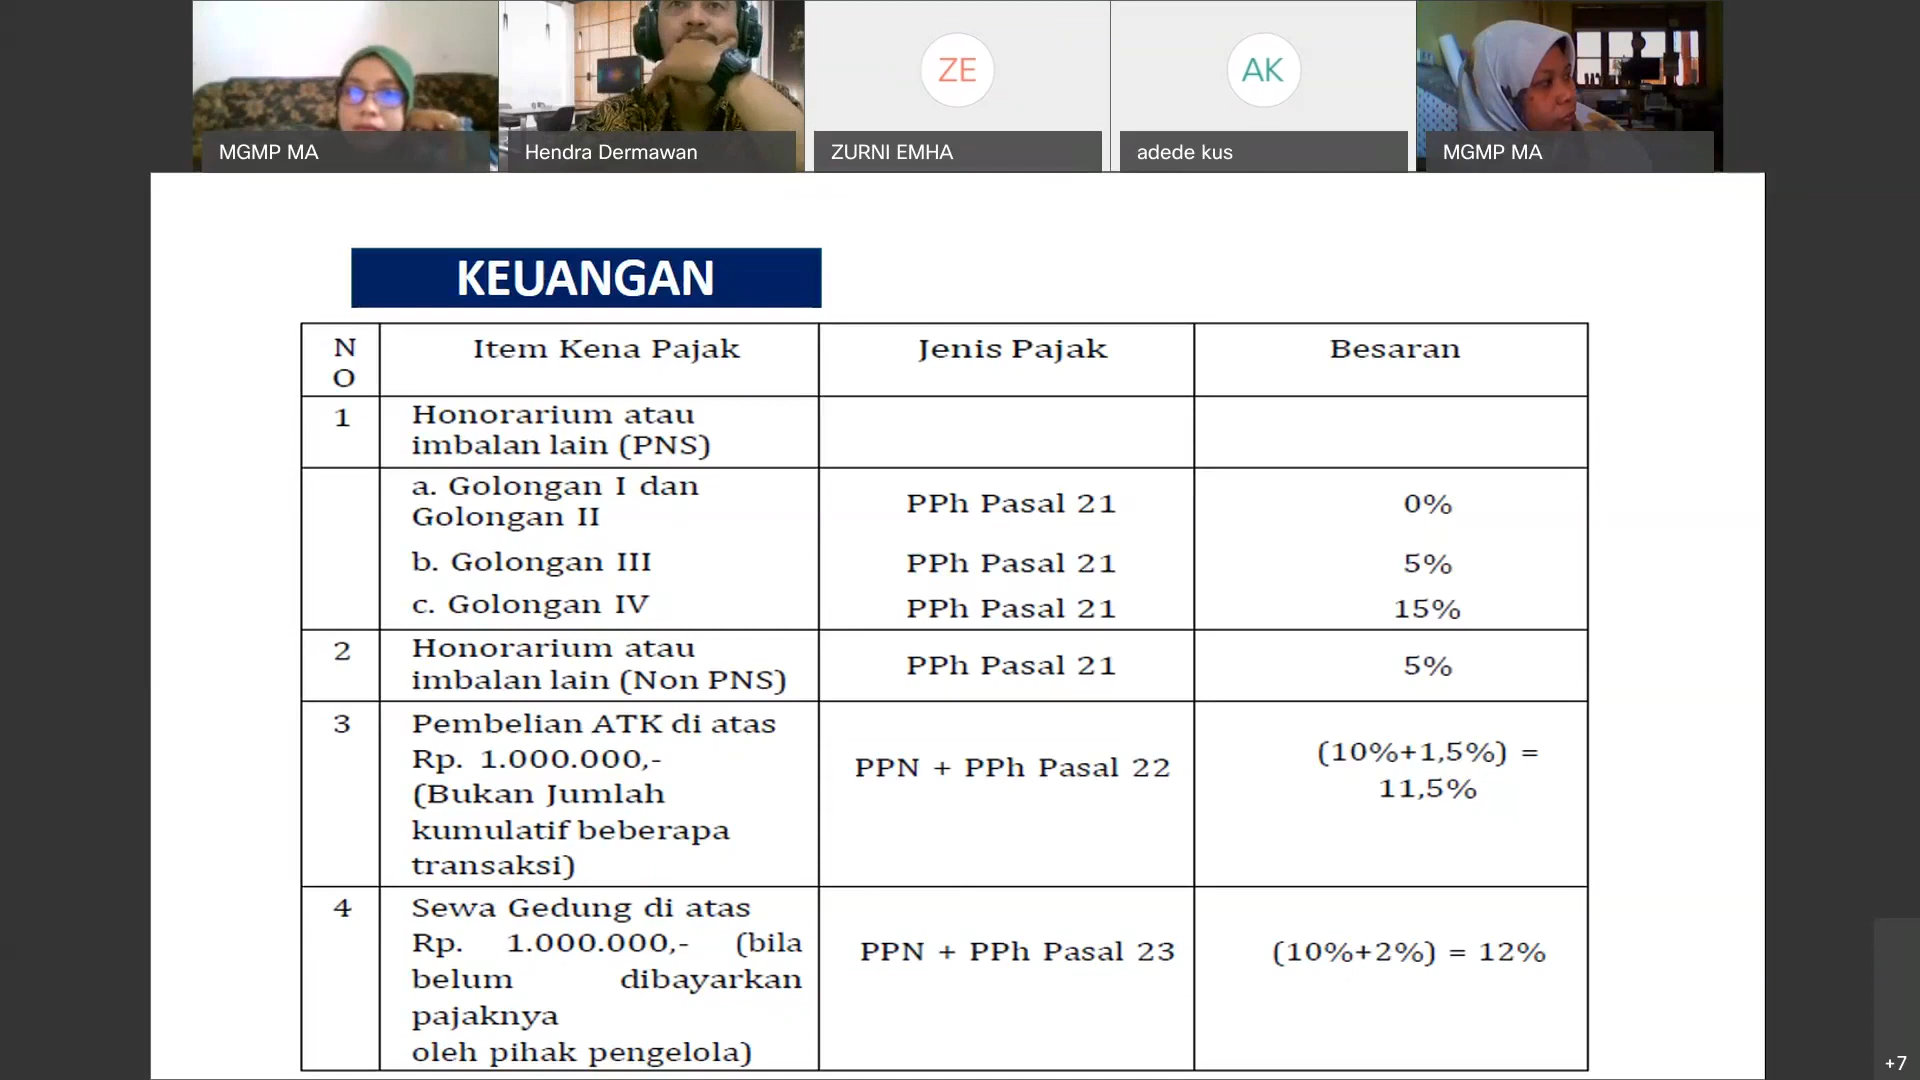 ZE
AK
MGMP MA
Hendra Dermawan
ZURNI EMHA
adede kus
MGMP MA
KEUANGAN
N
O
Item Kena Pajak
Jenis Pajak
Besaran
1
Honorarium atau
imbalan lain (PNS)
a. Golongan I dan
Golongan II
PPh Pasal 21
0%
b. Golongan III
PPh Pasal 21
5%
c. Golongan IV
PPh Pasal 21
15%
2
Honorarium atau
imbalan lain (Non PNS)
PPh Pasal 21
5%
3
Pembelian ATK di atas
Rp. 1.000.000,-
(Bukan Jumlah
kumulatif beberapa
transaksi)
PPN + PPh Pasal 22
(10%+1,5%) =
11,5%
4
Sewa Gedung di atas
Rp. 1.000.000,- (bila
belum dibayarkan
pajaknya
oleh pihak pengelola)
PPN + PPh Pasal 23
(10%+2%) = 12%
+7